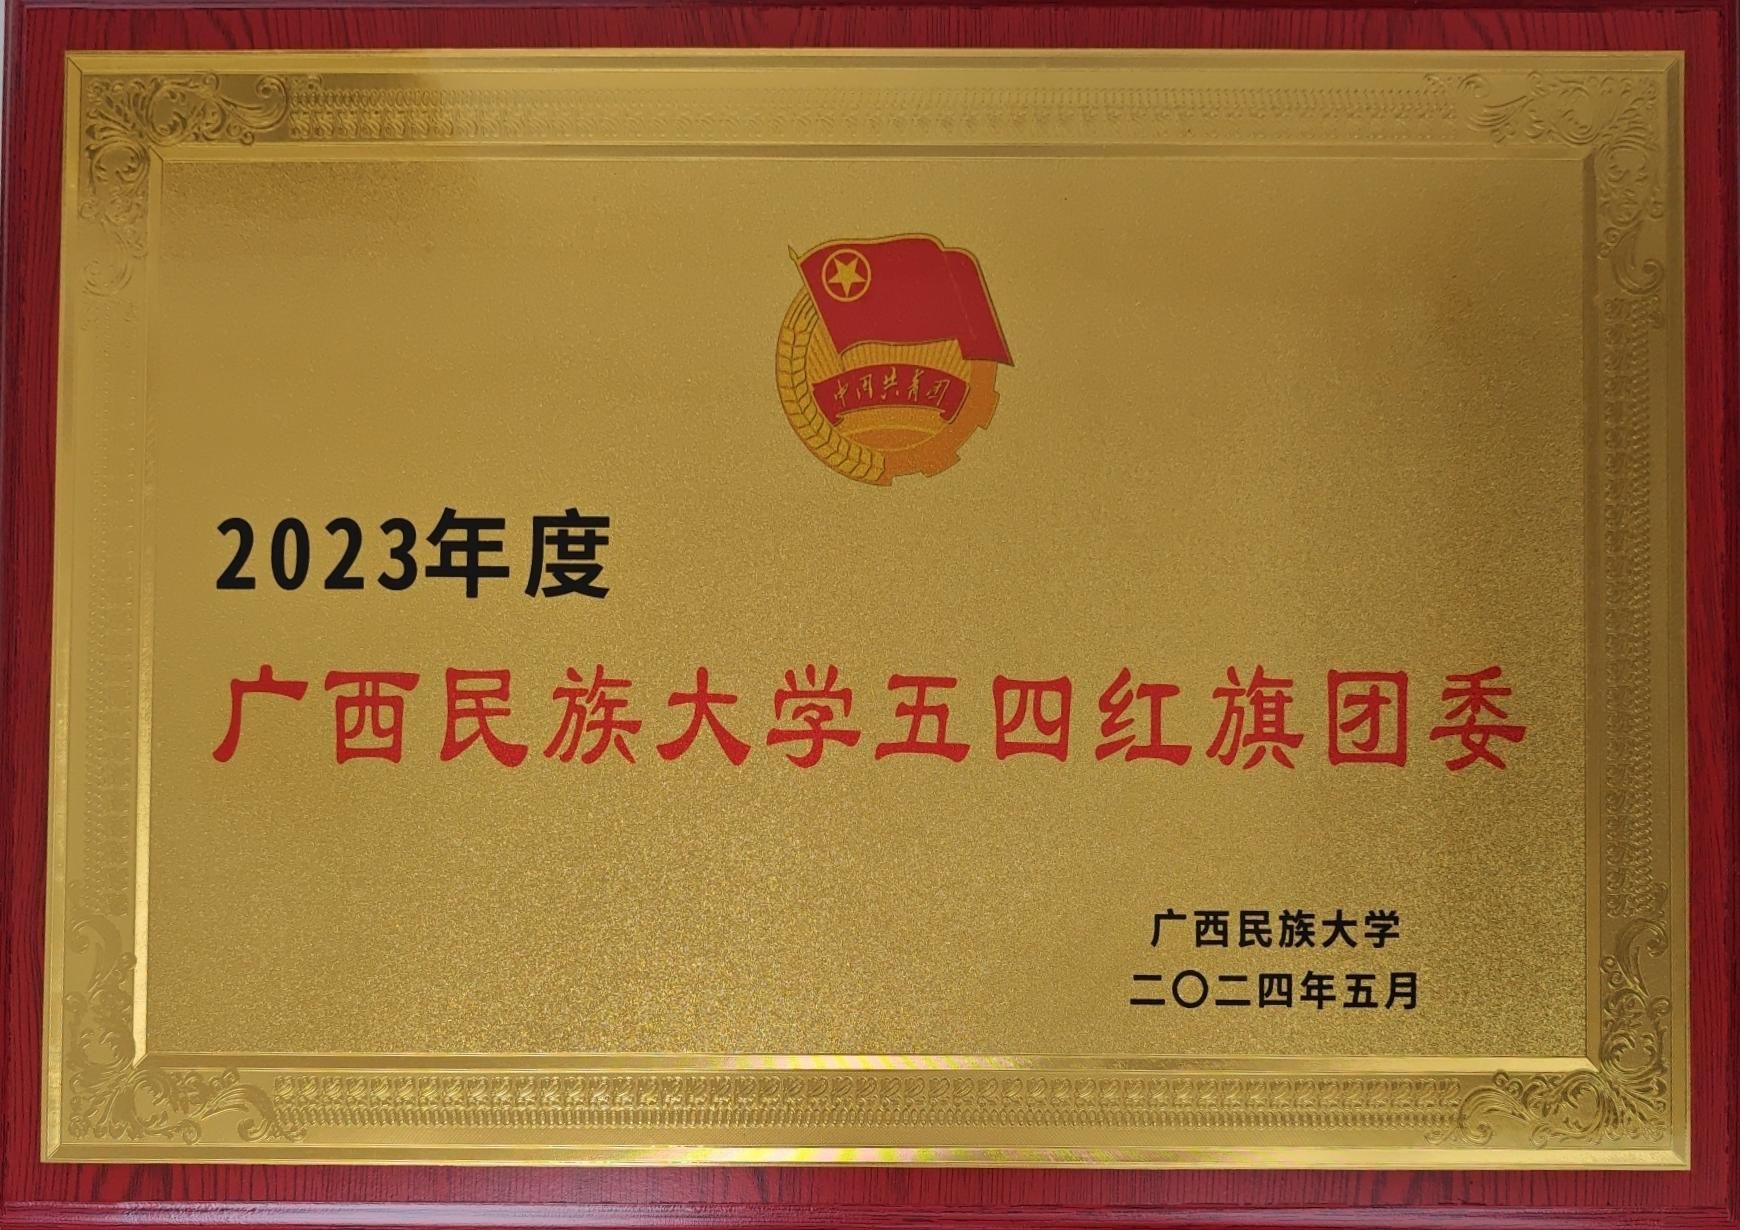 中国共青团
2023年度
广西民族大学五四红旗团委
广西民族大学
二〇二四年五月